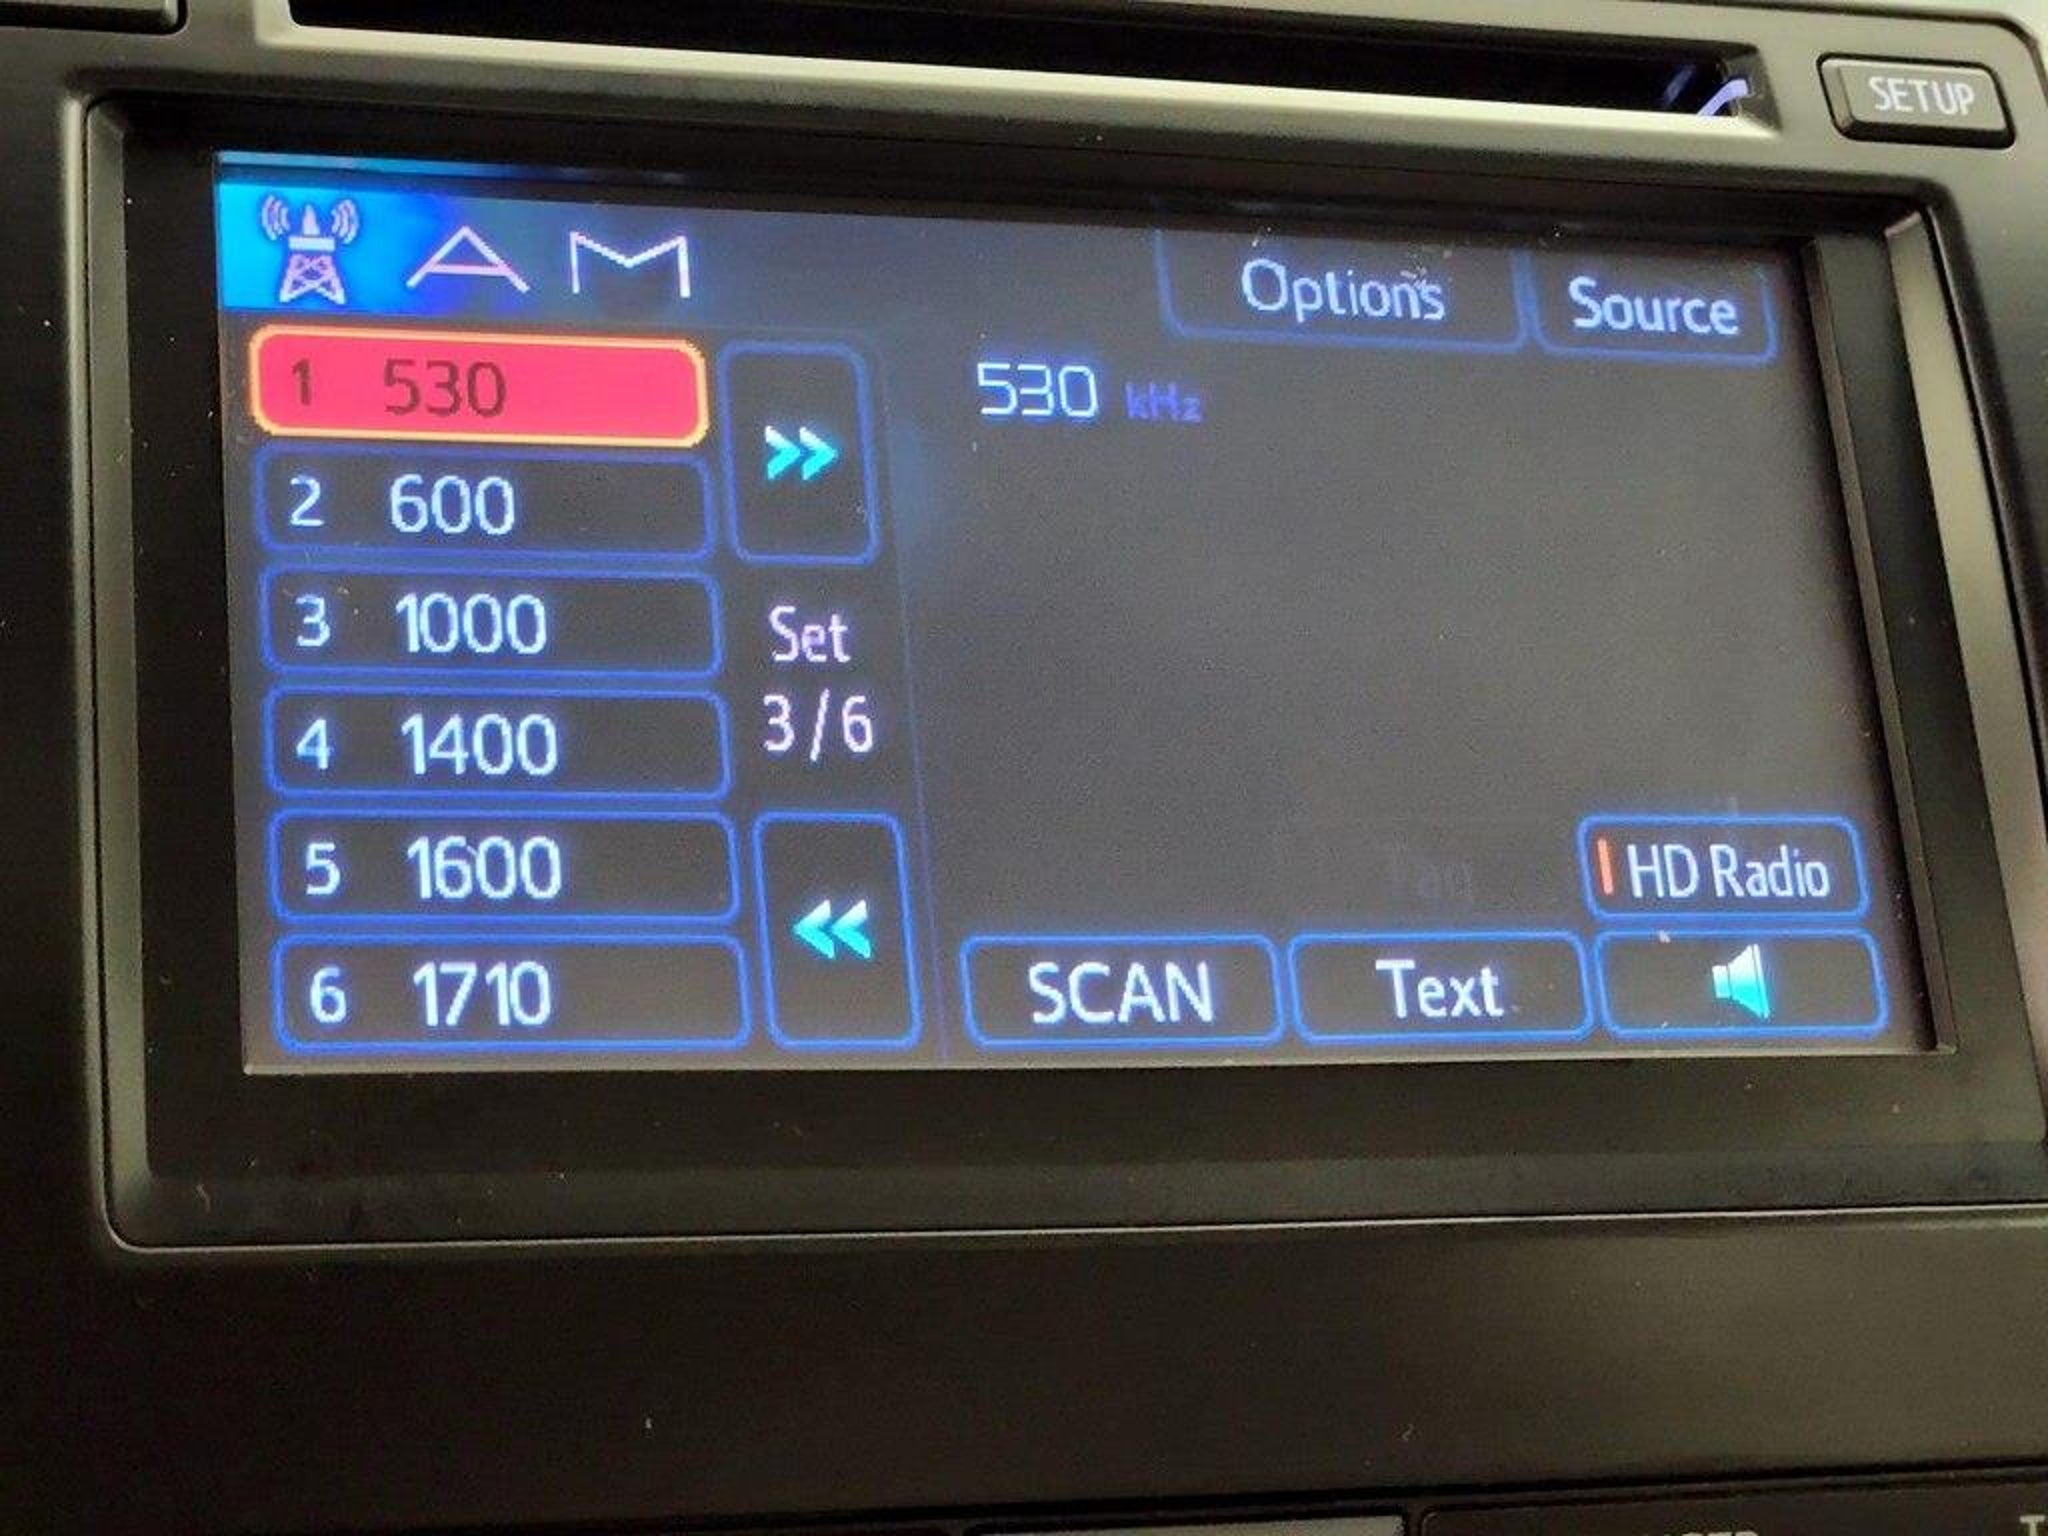 SETUP
AM
Options
Source
1 530
530 kHz
2 600
3 1000
Set
3/6
4 1400
5 1600
HD Radio
6 1710
SCAN
Text